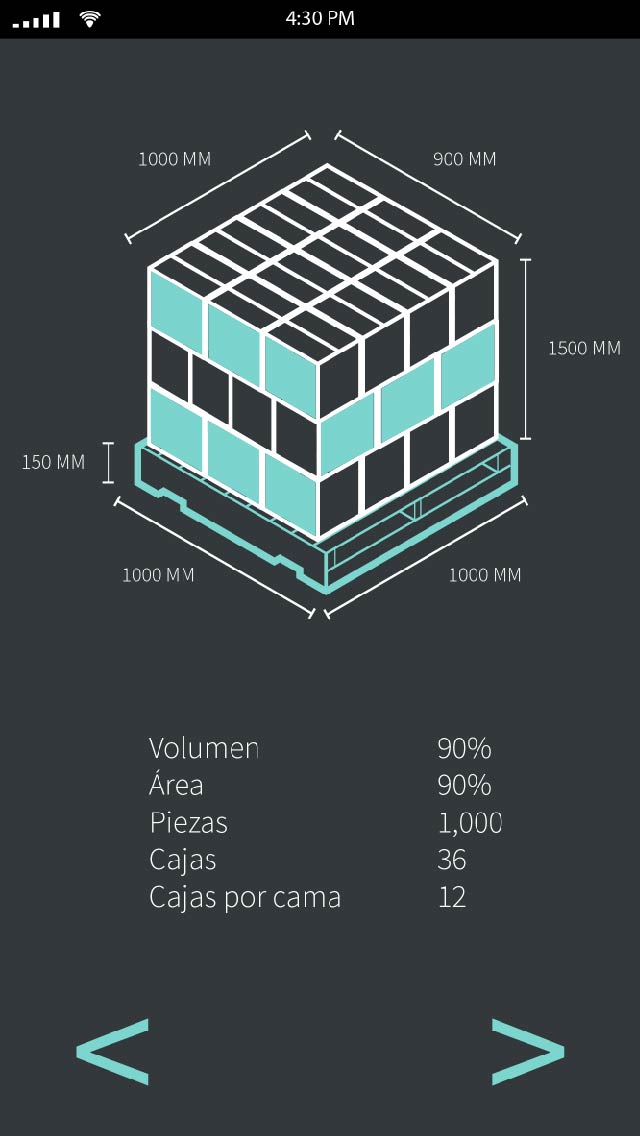 4:30 PM
1000 MM
900 MM
1500 MM
150 MM
1000 MM
1000 MM
Volumen 90%
Área 90%
Piezas 1,000
Cajas 36
Cajas por cama 12
< >